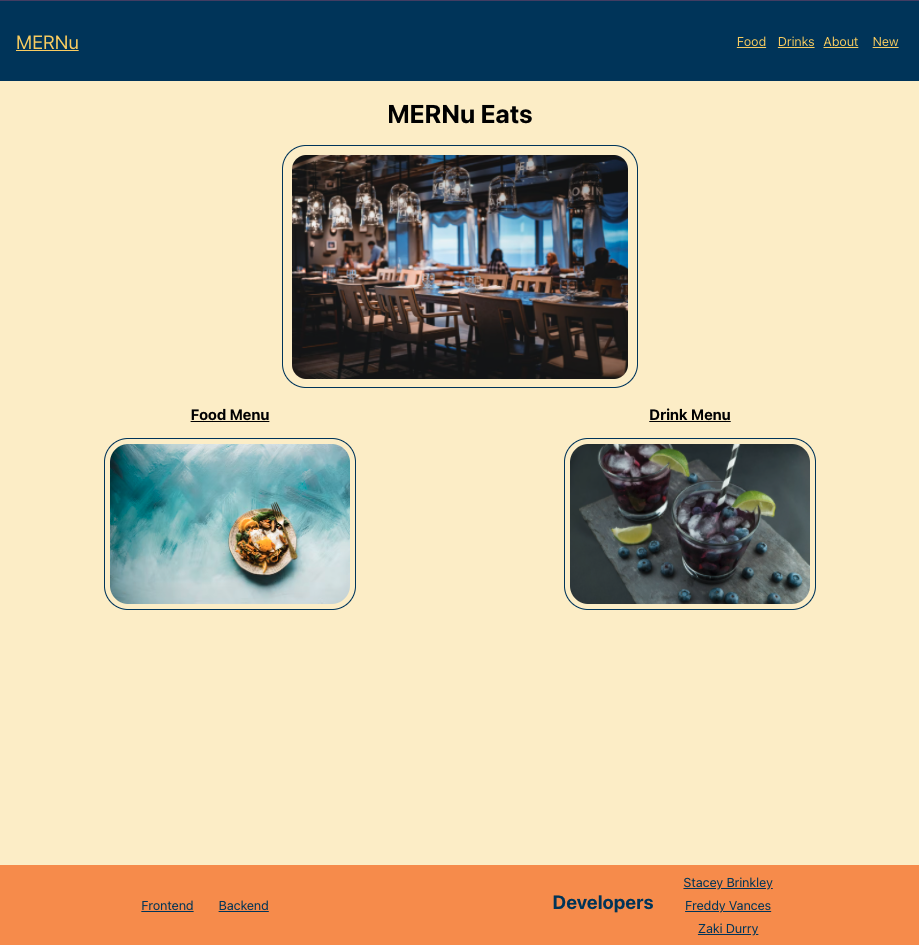 MERNu
Food Drinks About New
MERNu Eats
Food Menu
Drink Menu
Frontend Backend
Developers
Stacey Brinkley
Freddy Vances
Zaki Durry